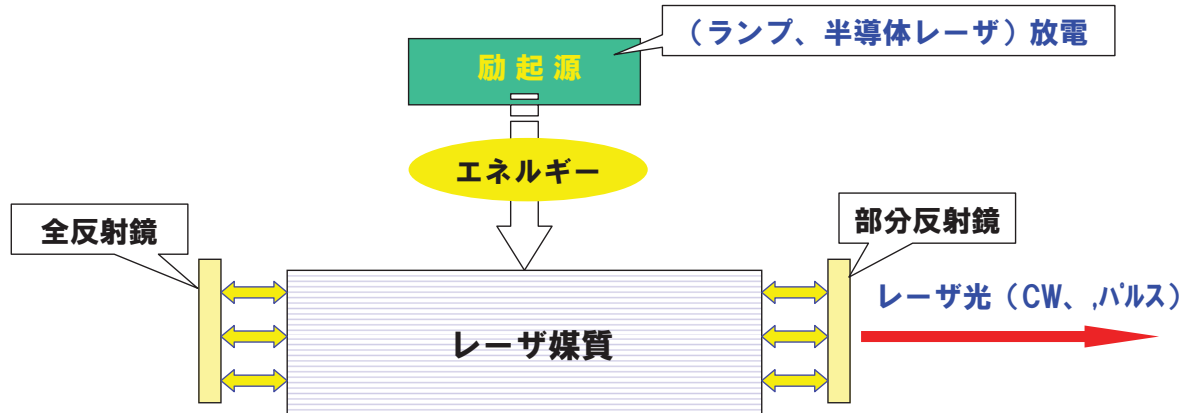 (ランプ、半導体レーザ)放電
励起源
エネルギー
全反射鏡
部分反射鏡
レーザ光(CW、,パルス)
レーザ媒質